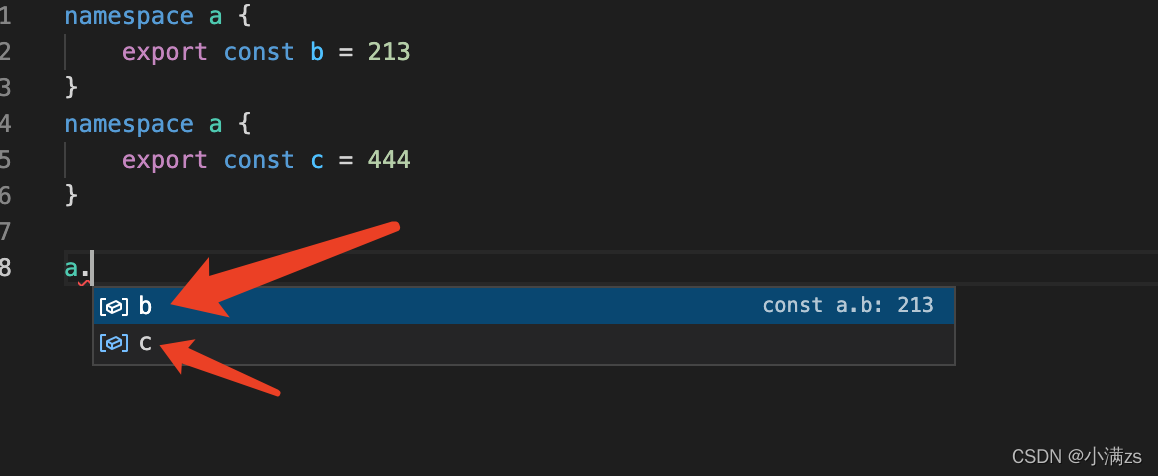 1 namespace a {
2 export const b = 213
3 }
4 namespace a {
5 export const c = 444
6 }
7
8 a.
b const a.b: 213
c
CSDN @小满zs